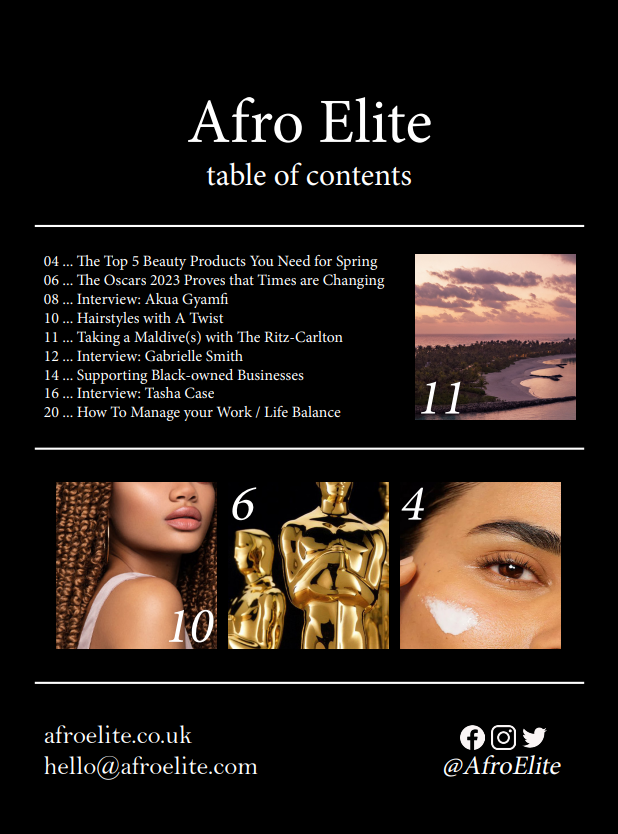 Afro Elite
table of contents
04 ... The Top 5 Beauty Products You Need for Spring
06 ... The Oscars 2023 Proves that Times are Changing
08 ... Interview: Akua Gyamfi
10 ... Hairstyles with A Twist
11 ... Taking a Maldive(s) with The Ritz-Carlton
12 ... Interview: Gabrielle Smith
14 ... Supporting Black-owned Businesses
16 ... Interview: Tasha Case
20 ... How To Manage your Work / Life Balance
11
10
6
4
afroelite.co.uk
hello@afroelite.com
@AfroElite